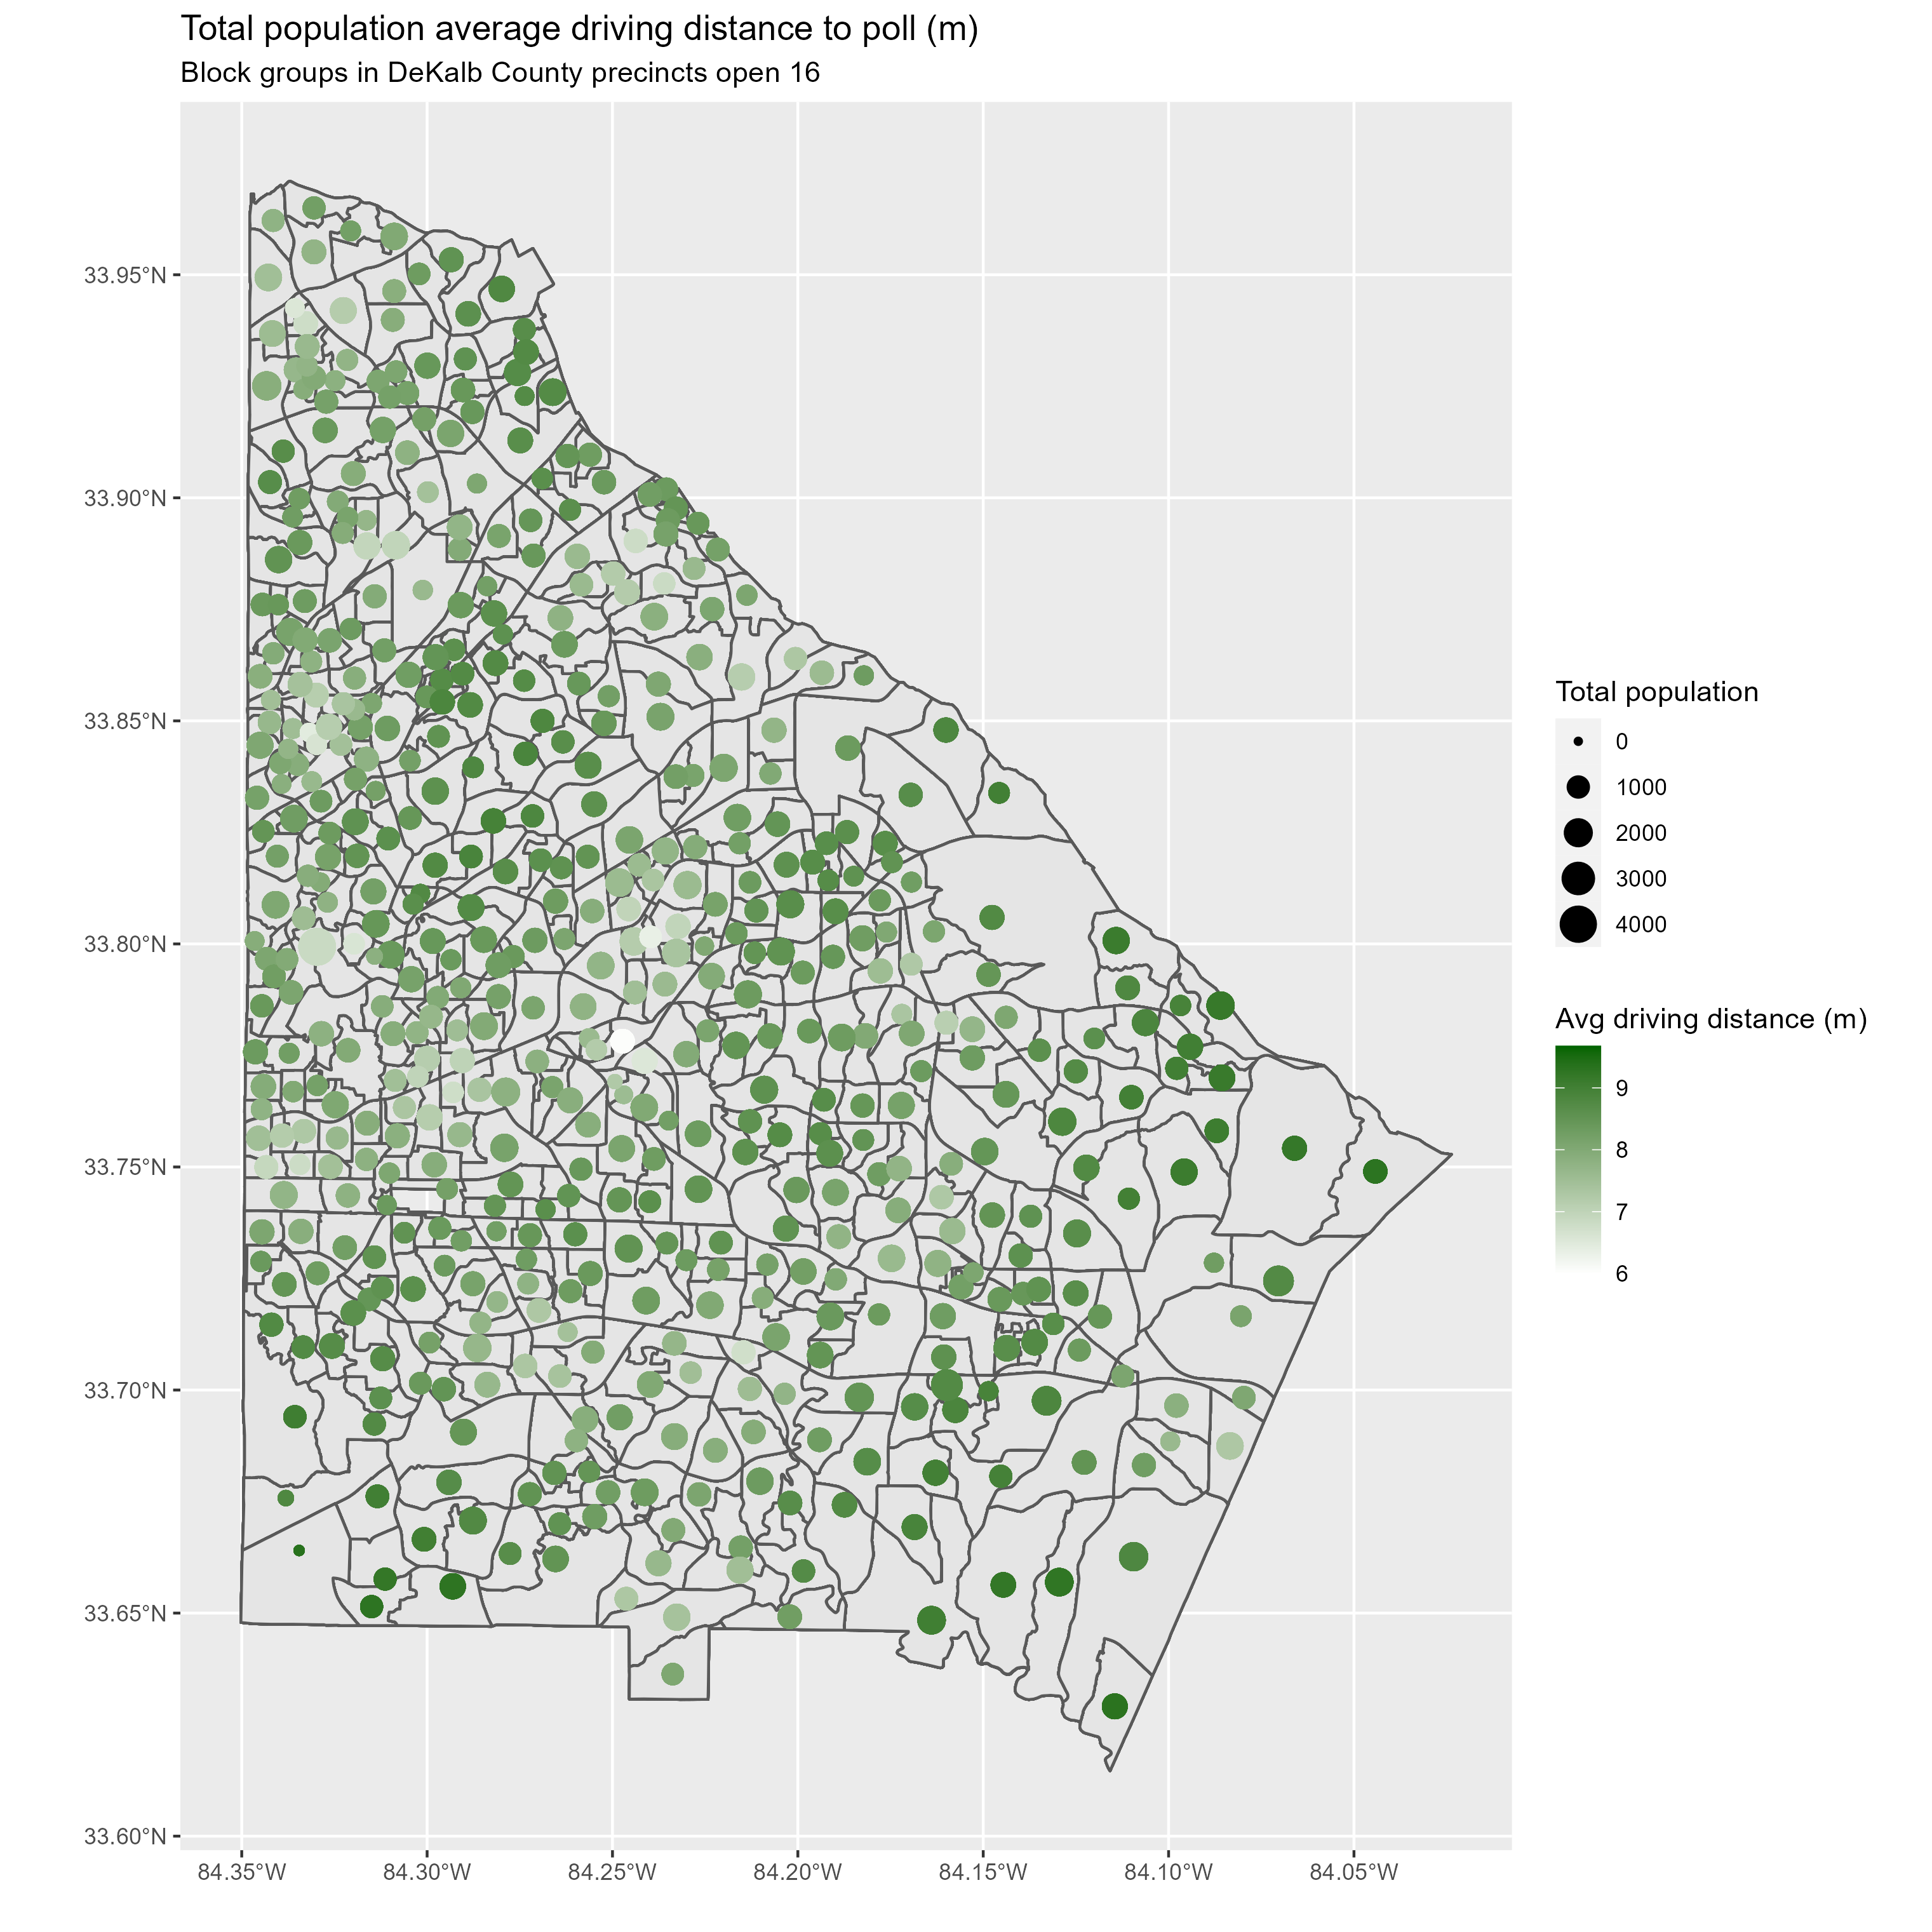 Total population average driving distance to poll (m)
Block groups in DeKalb County precincts open 16
33.95°N
33.90°N
33.85°N
33.80°N
33.75°N
33.70°N
33.65°N
33.60°N
84.35°W
84.30°W
84.25°W
84.20°W
84.15°W
84.10°W
84.05°W
Total population
0
1000
2000
3000
4000
Avg driving distance (m)
9
8
7
6